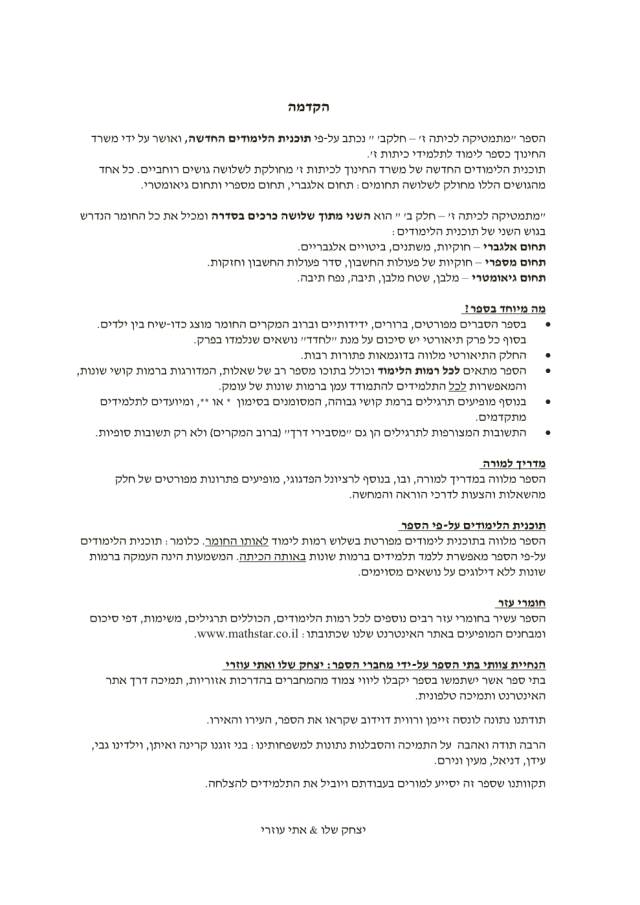 הקדמה
הספר ״מתמטיקה לכיתה ז׳ – חלקב׳ ״ נכתב על-פי תוכנית הלימודים החדשה, ואושר על ידי משרד
החינוך כספר לימוד לתלמידי כיתות ז׳.
תוכנית הלימודים החדשה של משרד החינוך לכיתות ז׳ מחולקת לשלושה גושים רוחביים. כל אחד
מהגושים הללו מחולק לשלושה תחומים : תחום אלגברי, תחום מספרי ותחום גיאומטרי.
״מתמטיקה לכיתה ז׳ – חלק ב׳ ״ הוא השני מתוך שלושה כרכים בסדרה ומכיל את כל החומר הנדרש
בגוש השני של תוכנית הלימודים :
תחום אלגברי – חוקיות, משתנים, ביטויים אלגבריים.
תחום מספרי – חוקיות של פעולות החשבון, סדר פעולות החשבון וחזקות.
תחום גיאומטרי – מלבן, שטח מלבן, תיבה, נפח תיבה.
מה מיוחד בספר?
• בספר הסברים מפורטים, ברורים, ידידותיים וברוב המקרים החומר מוצג כדו-שיח בין ילדים.
בסוף כל פרק תיאורטי יש סיכום על מנת ״לחדד״ נושאים שנלמדו בפרק.
• החלק התיאורטי מלווה בדוגמאות פתורות רבות.
• הספר מתאים לכל רמות הלימוד וכולל בתוכו מספר רב של שאלות, המדורגות ברמות קושי שונות,
והמאפשרות לכל התלמידים להתמודד עמן ברמות שונות של עומק.
• בנוסף מופיעים תרגילים ברמת קושי גבוהה, המסומנים בסימון * או **, ומיועדים לתלמידים
מתקדמים.
• התשובות המצורפות לתרגילים הן גם ״מסבירי דרך״ (ברוב המקרים) ולא רק תשובות סופיות.
מדריך למורה
הספר מלווה במדריך למורה, ובו, בנוסף לרציונל הפדגוגי, מופיעים פתרונות מפורטים של חלק
מהשאלות והצעות לדרכי הוראה והמחשה.
תוכנית הלימודים על-פי הספר
הספר מלווה בתוכנית לימודים מפורטת בשלוש רמות לימוד לאותו החומר. כלומר : תוכנית הלימודים
על-פי הספר מאפשרת ללמד תלמידים ברמות שונות באותה הכיתה. המשמעות הינה העמקה ברמות
שונות ללא דילוגים על נושאים מסוימים.
חומרי עזר
הספר עשיר בחומרי עזר רבים נוספים לכל רמות הלימודים, הכוללים תרגילים, משימות, דפי סיכום
ומבחנים המופיעים באתר האינטרנט שלנו שכתובתו : www.mathstar.co.il.
הנחיית צוותי בתי הספר על-ידי מחברי הספר: יצחק שלו ואתי עוזרי
בתי ספר אשר ישתמשו בספר יקבלו ליווי צמוד מהמחברים בהדרכות אזוריות, תמיכה דרך אתר
האינטרנט ותמיכה טלפונית.
תודתנו נתונה לונסה זיימן ורווית דוידוב שקראו את הספר, העירו והאירו.
הרבה תודה ואהבה על התמיכה והסבלנות נתונות למשפחותינו : בני זוגנו קרינה ואיתן, וילדינו גבי,
עידן, דניאל, מעין ונירם.
תקוותנו שספר זה יסייע למורים בעבודתם ויוביל את התלמידים להצלחה.
יצחק שלו & אתי עוזרי